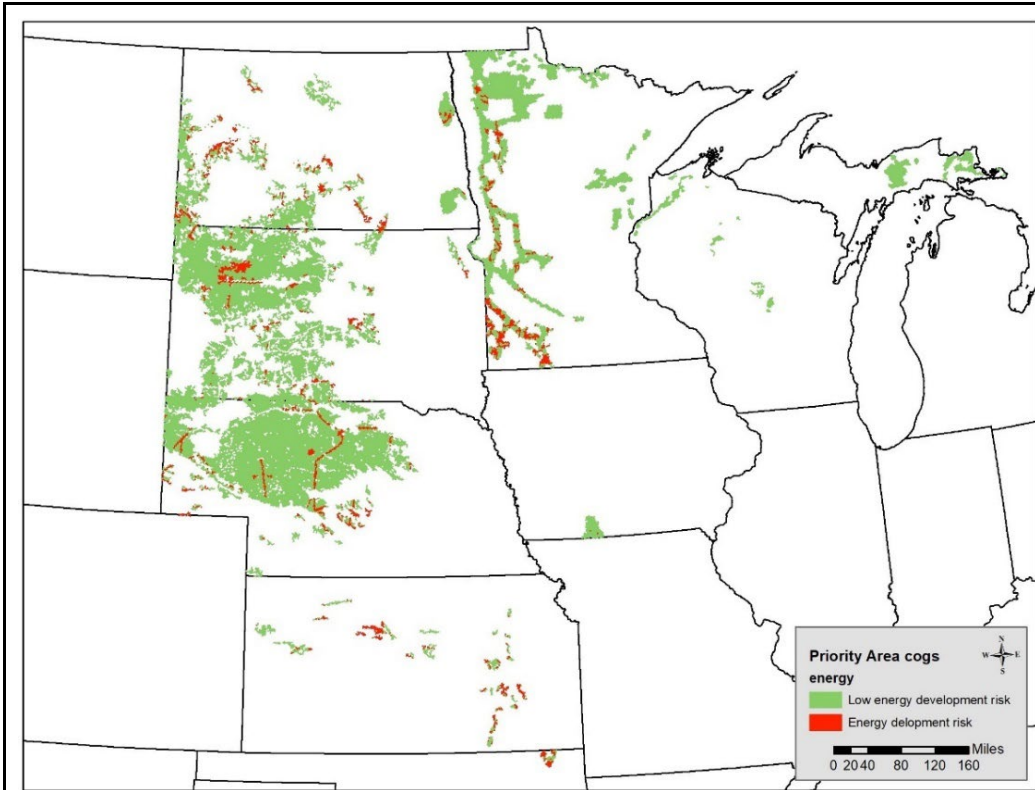 Priority Area cogs
energy
Low energy development risk
Energy delopment risk
N
W E
S
Miles
0 20 40 80 120 160